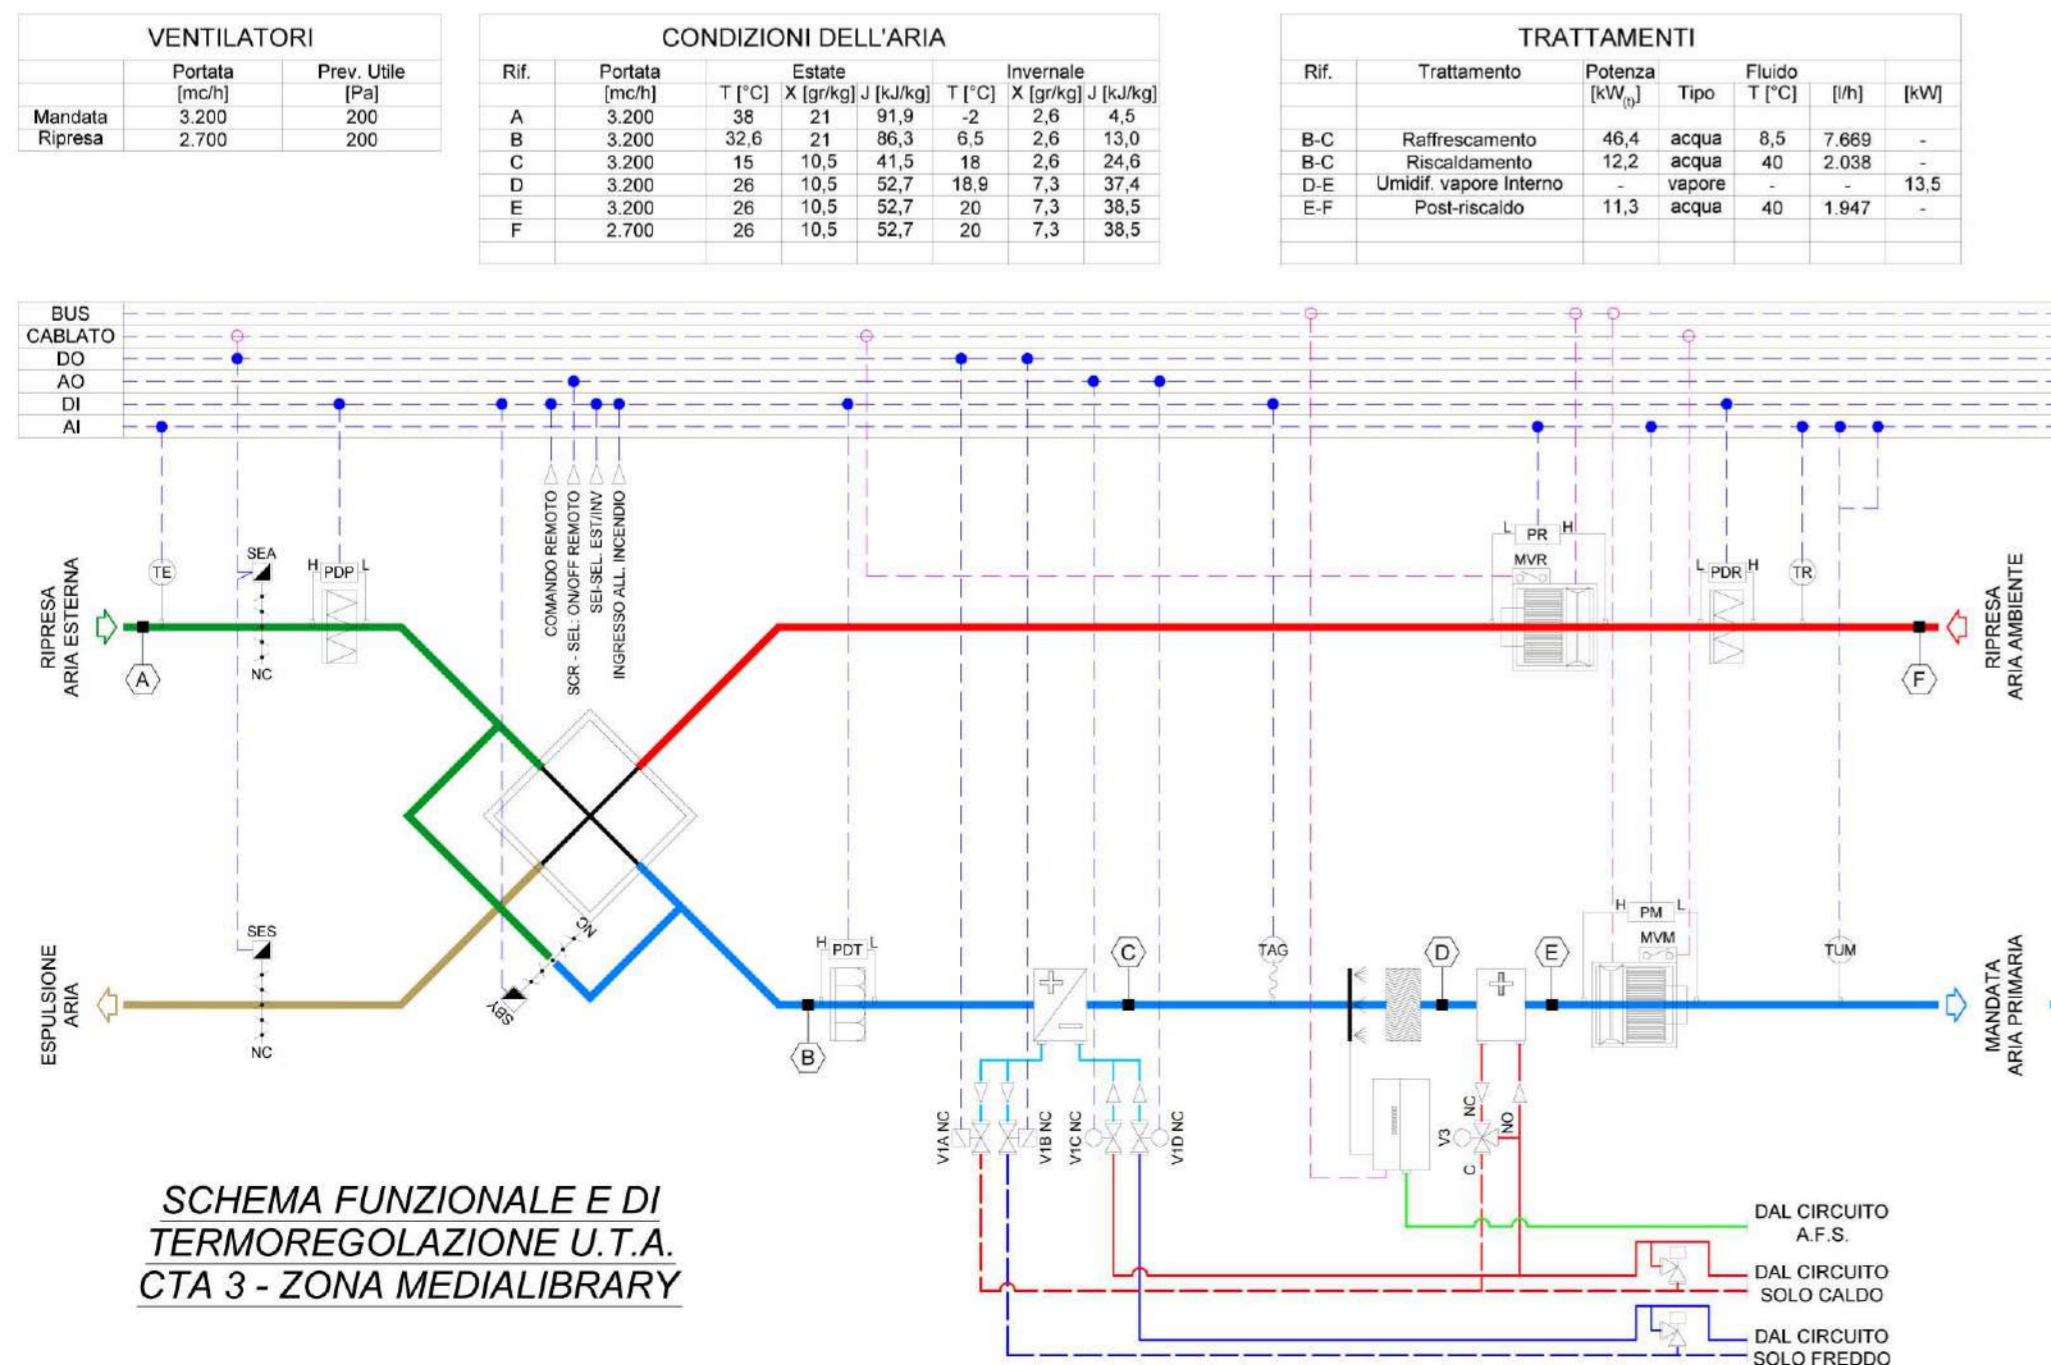 VENTILATORI
Portata Prev. Utile
[mc/h] [Pa]
Mandata 3.200 200
Ripresa 2.700 200
CONDIZIONI DELL'ARIA
Rif. Portata Estate Invernale
[mc/h] T [°C] X [gr/kg] J [kJ/kg] T [°C] X [gr/kg] J [kJ/kg]
A 3.200 38 21 91,9 -2 2,6 4,5
B 3.200 32,6 21 86,3 6,5 2,6 13,0
C 3.200 15 10,5 41,5 18 2,6 24,6
D 3.200 26 10,5 52,7 18,9 7,3 37,4
E 3.200 26 10,5 52,7 20 7,3 38,5
F 2.700 26 10,5 52,7 20 7,3 38,5
TRATTAMENTI
Rif. Trattamento Potenza Fluido
[kW(t)] Tipo T [°C] [l/h] [kW]
B-C Raffrescamento 46,4 acqua 8,5 7.669 -
B-C Riscaldamento 12,2 acqua 40 2.038 -
D-E Umidif. vapore Interno - vapore - - 13,5
E-F Post-riscaldo 11,3 acqua 40 1.947 -
BUS
CABLATO
DO
AO
DI
AI
COMANDO REMOTO
SCR - SEL: ON/OFF REMOTO
SEI-SEL. EST/INV
INGRESSO ALL. INCENDIO
RIPRESA
ARIA ESTERNA
TE
SEA
NC
H PDP L
A
L PR H
MVR
L PDR H
TR
F
RIPRESA
ARIA AMBIENTE
ESPULSIONE
ARIA
SES
NC
SBY
NC
B
H PDT L
C
TAG
D
E
H PM L
MVM
TUM
MANDATA
ARIA PRIMARIA
V1A NC
V1B NC
V1C NC
V1D NC
V3
NC
NO
C
SCHEMA FUNZIONALE E DI
TERMOREGOLAZIONE U.T.A.
CTA 3 - ZONA MEDIALIBRARY
DAL CIRCUITO
A.F.S.
DAL CIRCUITO
SOLO CALDO
DAL CIRCUITO
SOLO FREDDO